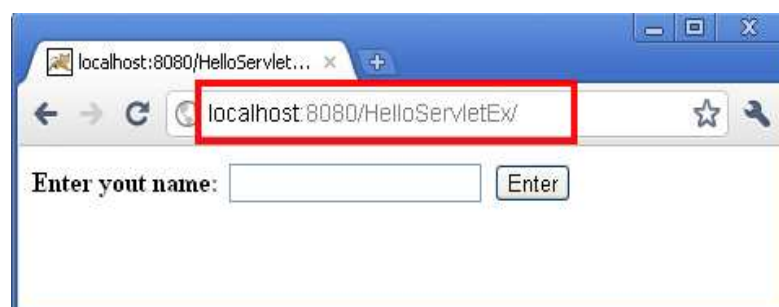 localhost:8080/HelloServlet...
localhost:8080/HelloServletEx/
Enter yout name: Enter